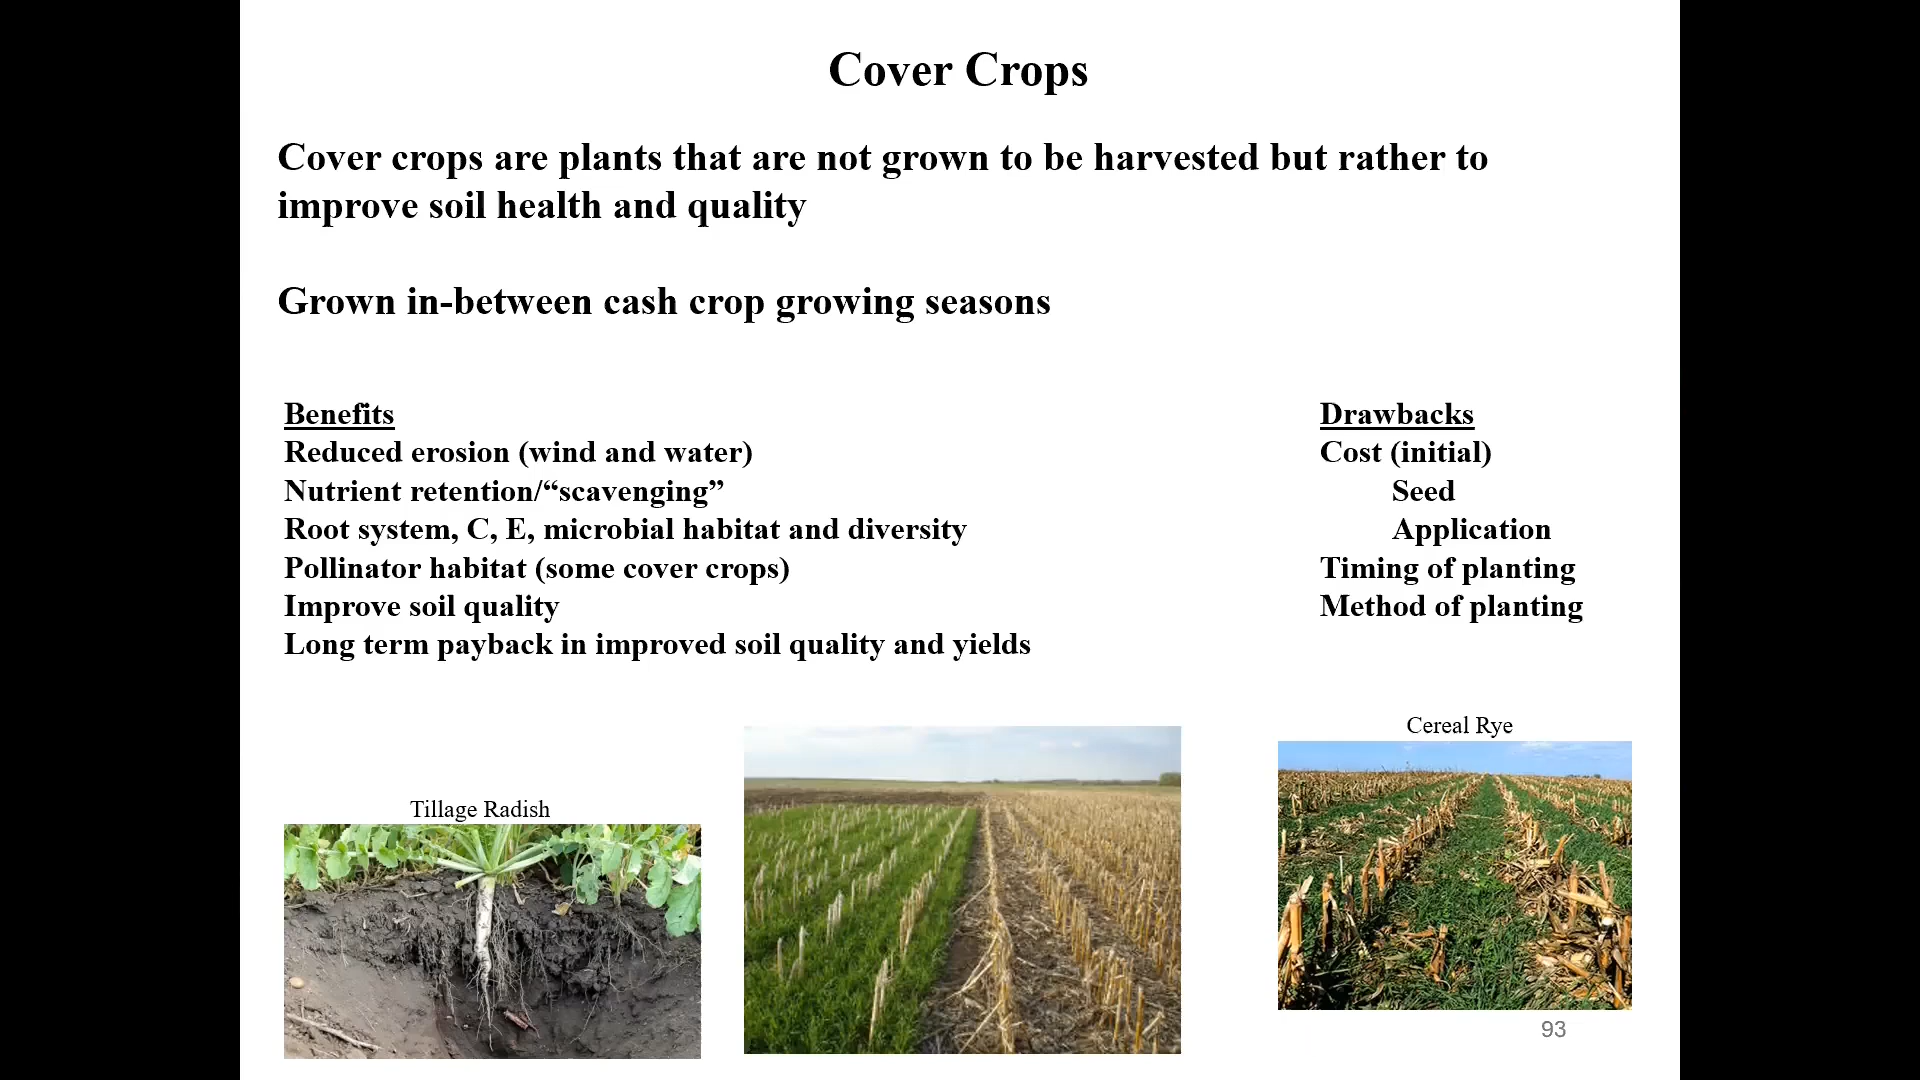 Cover Crops
Cover crops are plants that are not grown to be harvested but rather to
improve soil health and quality
Grown in-between cash crop growing seasons
Benefits
Reduced erosion (wind and water)
Nutrient retention/“scavenging”
Root system, C, E, microbial habitat and diversity
Pollinator habitat (some cover crops)
Improve soil quality
Long term payback in improved soil quality and yields
Drawbacks
Cost (initial)
Seed
Application
Timing of planting
Method of planting
Tillage Radish
Cereal Rye
93